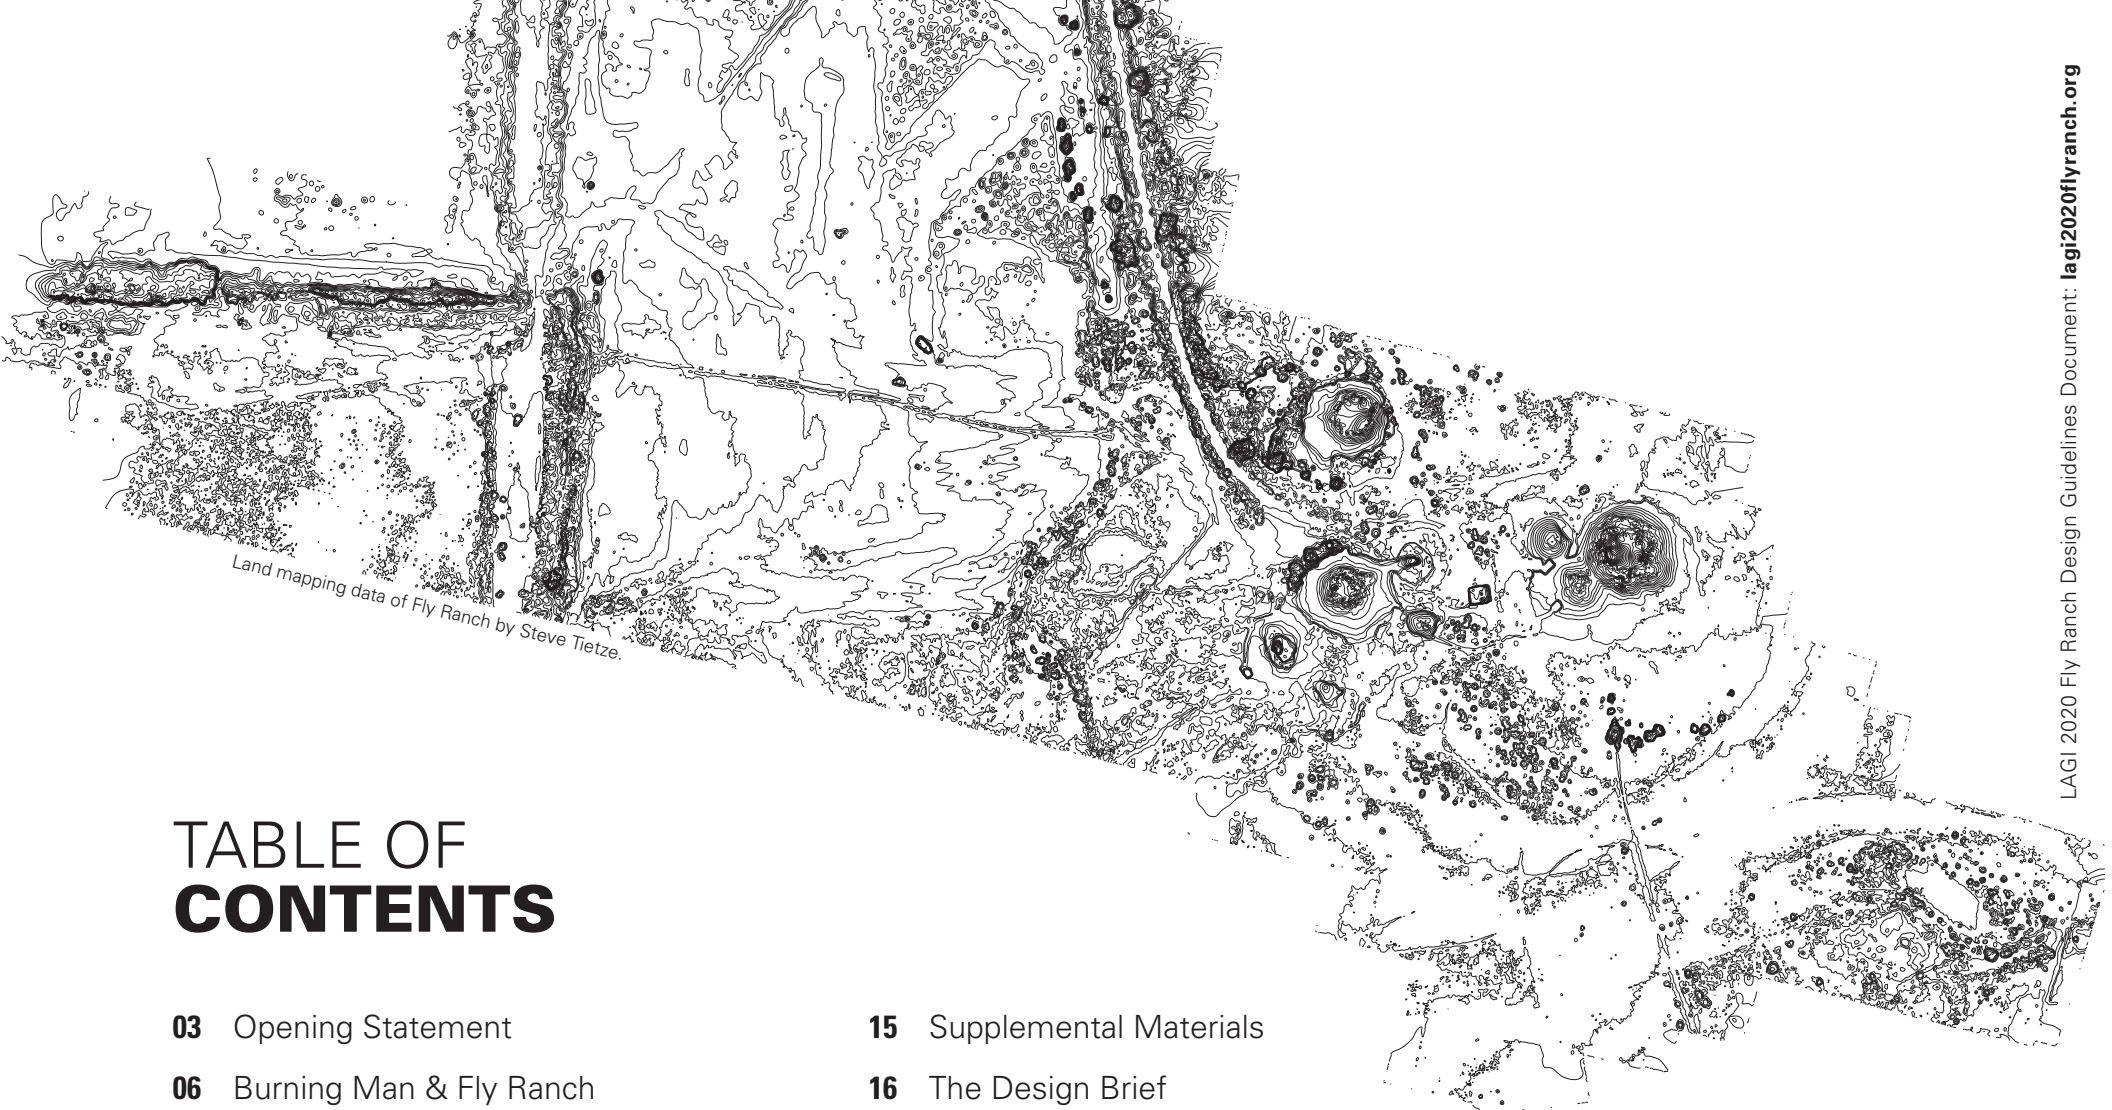 LAGI 2020 Fly Ranch Design Guidelines Document: lagi2020flyranch.org
Land mapping data of Fly Ranch by Steve Tietze.
TABLE OF
CONTENTS
03 Opening Statement
06 Burning Man & Fly Ranch
15 Supplemental Materials
16 The Design Brief